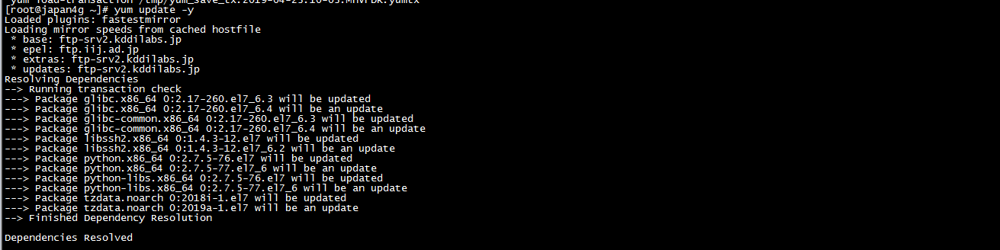 yum load-transaction /tmp/yum_save_tx.2019-04-25.10-05.MHVFDK.yumtx
[root@japan4g ~]# yum update -y
Loaded plugins: fastestmirror
Loading mirror speeds from cached hostfile
 * base: ftp-srv2.kddilabs.jp
 * epel: ftp.iij.ad.jp
 * extras: ftp-srv2.kddilabs.jp
 * updates: ftp-srv2.kddilabs.jp
Resolving Dependencies
--> Running transaction check
---> Package glibc.x86_64 0:2.17-260.el7_6.3 will be updated
---> Package glibc.x86_64 0:2.17-260.el7_6.4 will be an update
---> Package glibc-common.x86_64 0:2.17-260.el7_6.3 will be updated
---> Package glibc-common.x86_64 0:2.17-260.el7_6.4 will be an update
---> Package libssh2.x86_64 0:1.4.3-12.el7 will be updated
---> Package libssh2.x86_64 0:1.4.3-12.el7_6.2 will be an update
---> Package python.x86_64 0:2.7.5-76.el7 will be updated
---> Package python.x86_64 0:2.7.5-77.el7_6 will be an update
---> Package python-libs.x86_64 0:2.7.5-76.el7 will be updated
---> Package python-libs.x86_64 0:2.7.5-77.el7_6 will be an update
---> Package tzdata.noarch 0:2018i-1.el7 will be updated
---> Package tzdata.noarch 0:2019a-1.el7 will be an update
--> Finished Dependency Resolution

Dependencies Resolved